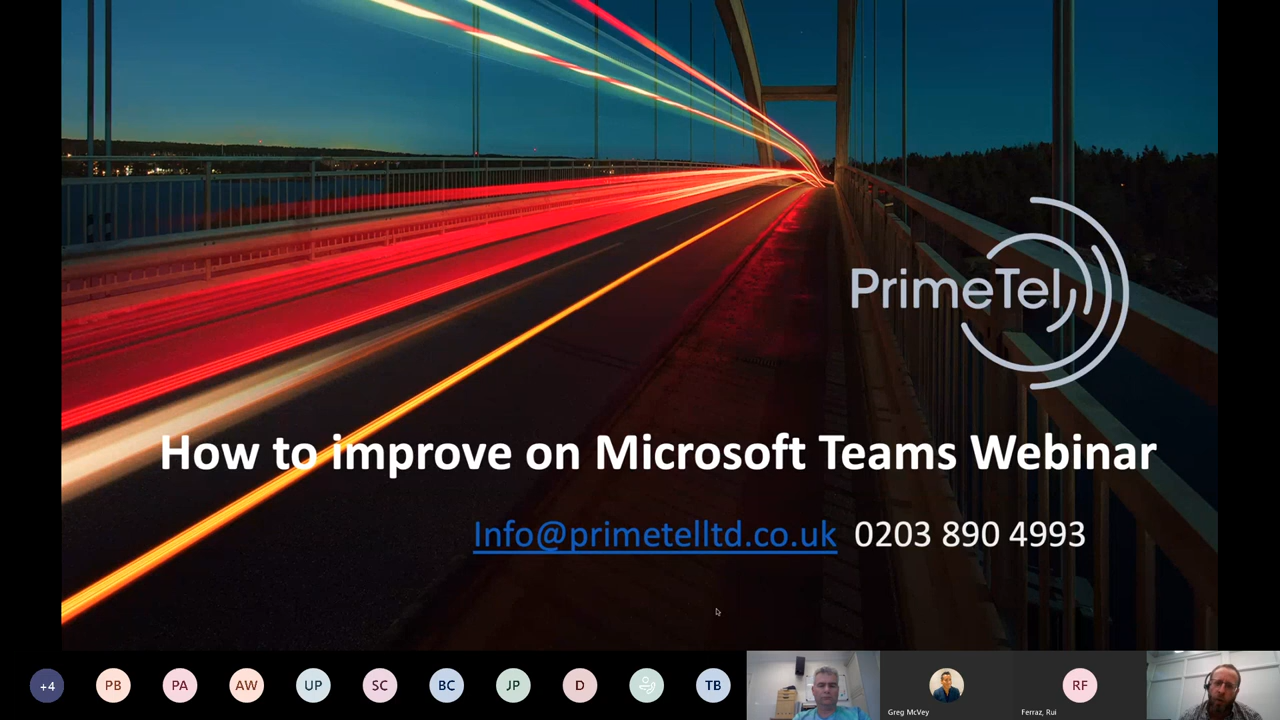 PrimeTel
How to improve on Microsoft Teams Webinar
Info@primetelltd.co.uk 0203 890 4993
+4 PB PA AW UP SC BC JP D TB RF
Greg McVey Ferraz, Rui